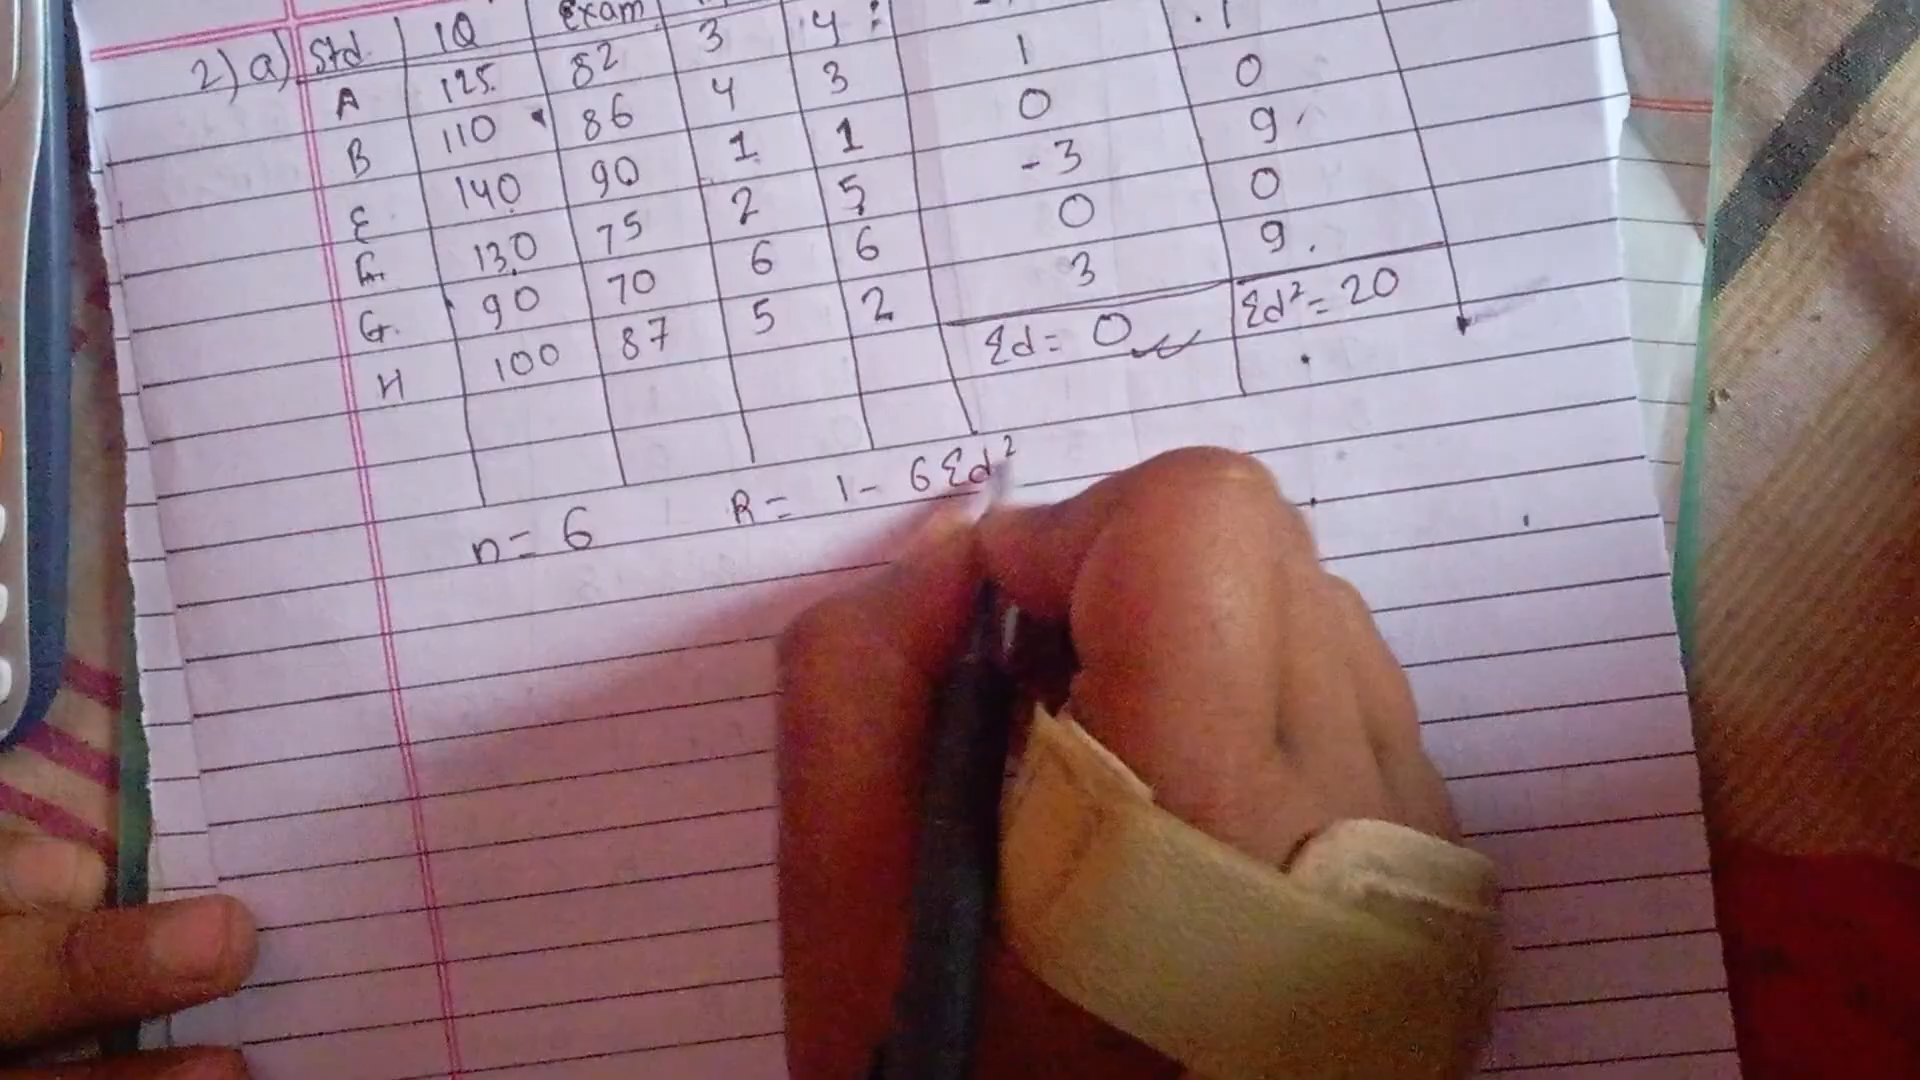 2) a) Std. IQ Exam
A 125. 82 3 4 - 1
B 110 86 4 3 1 0
E 140 90 1 1 0 9
130 75 2 5 -3 0
G. 90 70 6 6 0 9.
H 100 87 5 2 3
Σd = 0 Σd² = 20
n = 6 R = 1 - 6Σd²